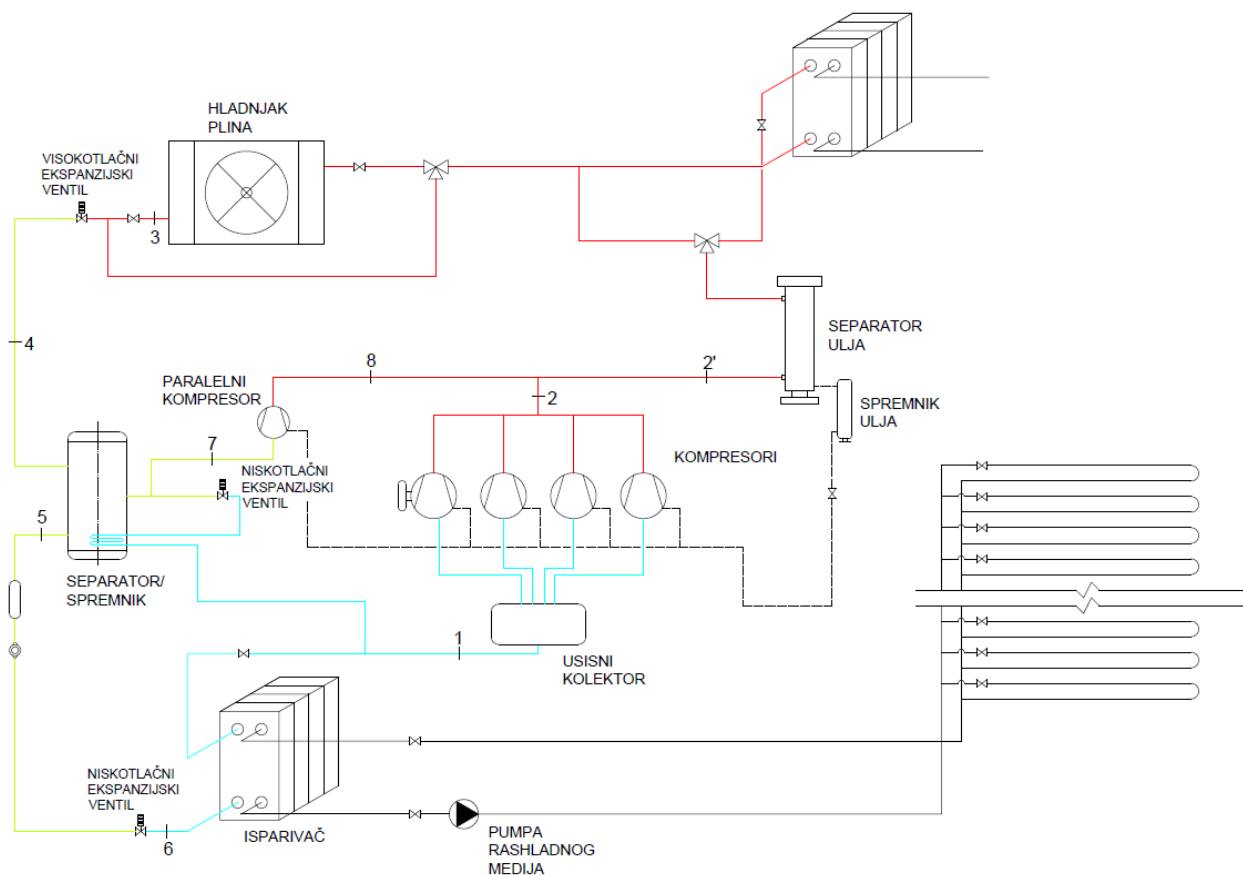 HLADNJAK
PLINA
VISOKOTLAČNI
EKSPANZIJSKI
VENTIL
3
4
SEPARATOR
ULJA
8
2'
PARALELNI
KOMPRESOR
2
SPREMNIK
ULJA
7
KOMPRESORI
NISKOTLAČNI
EKSPANZIJSKI
VENTIL
5
SEPARATOR/
SPREMNIK
1
USISNI
KOLEKTOR
NISKOTLAČNI
EKSPANZIJSKI
VENTIL
6
ISPARIVAČ
PUMPA
RASHLADNOG
MEDIJA